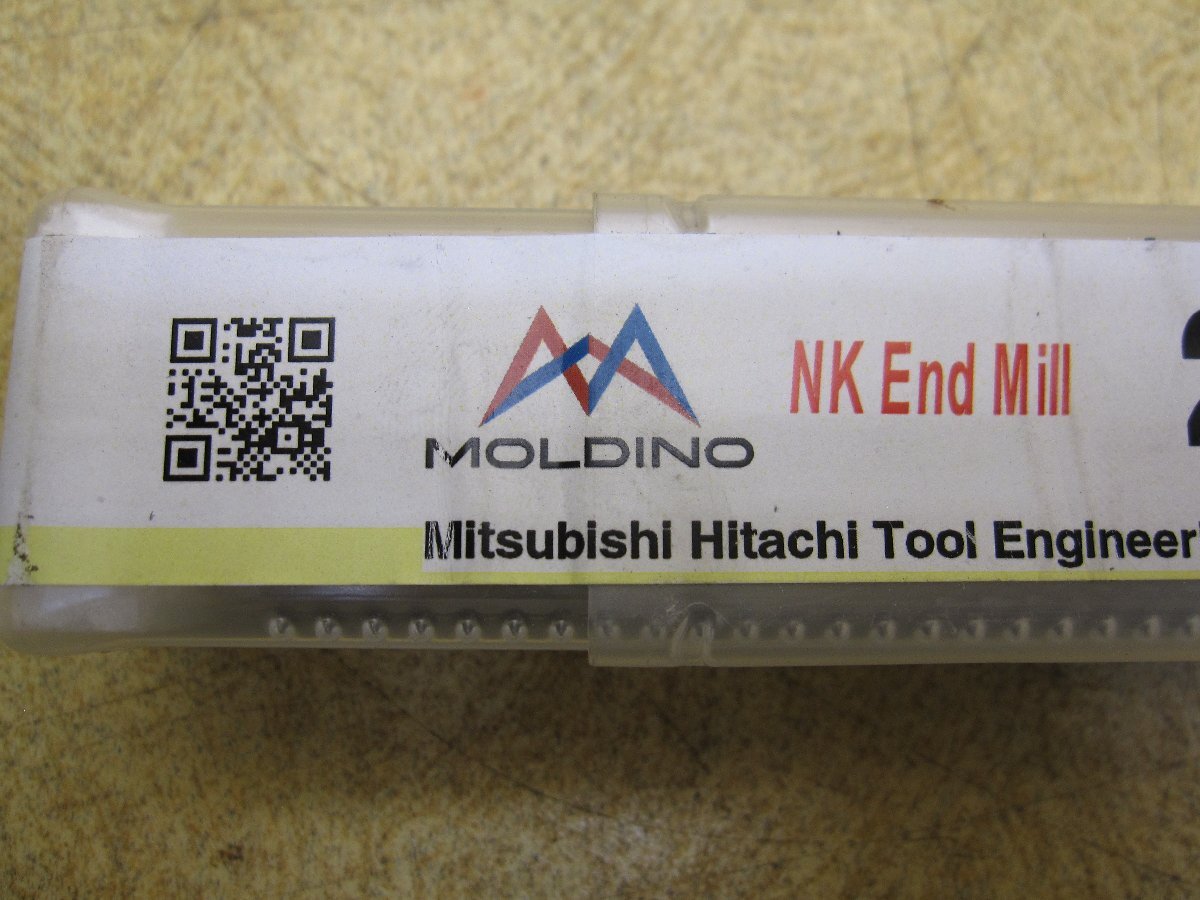 NK End Mill
MOLDINO
Mitsubishi Hitachi Tool Engineer